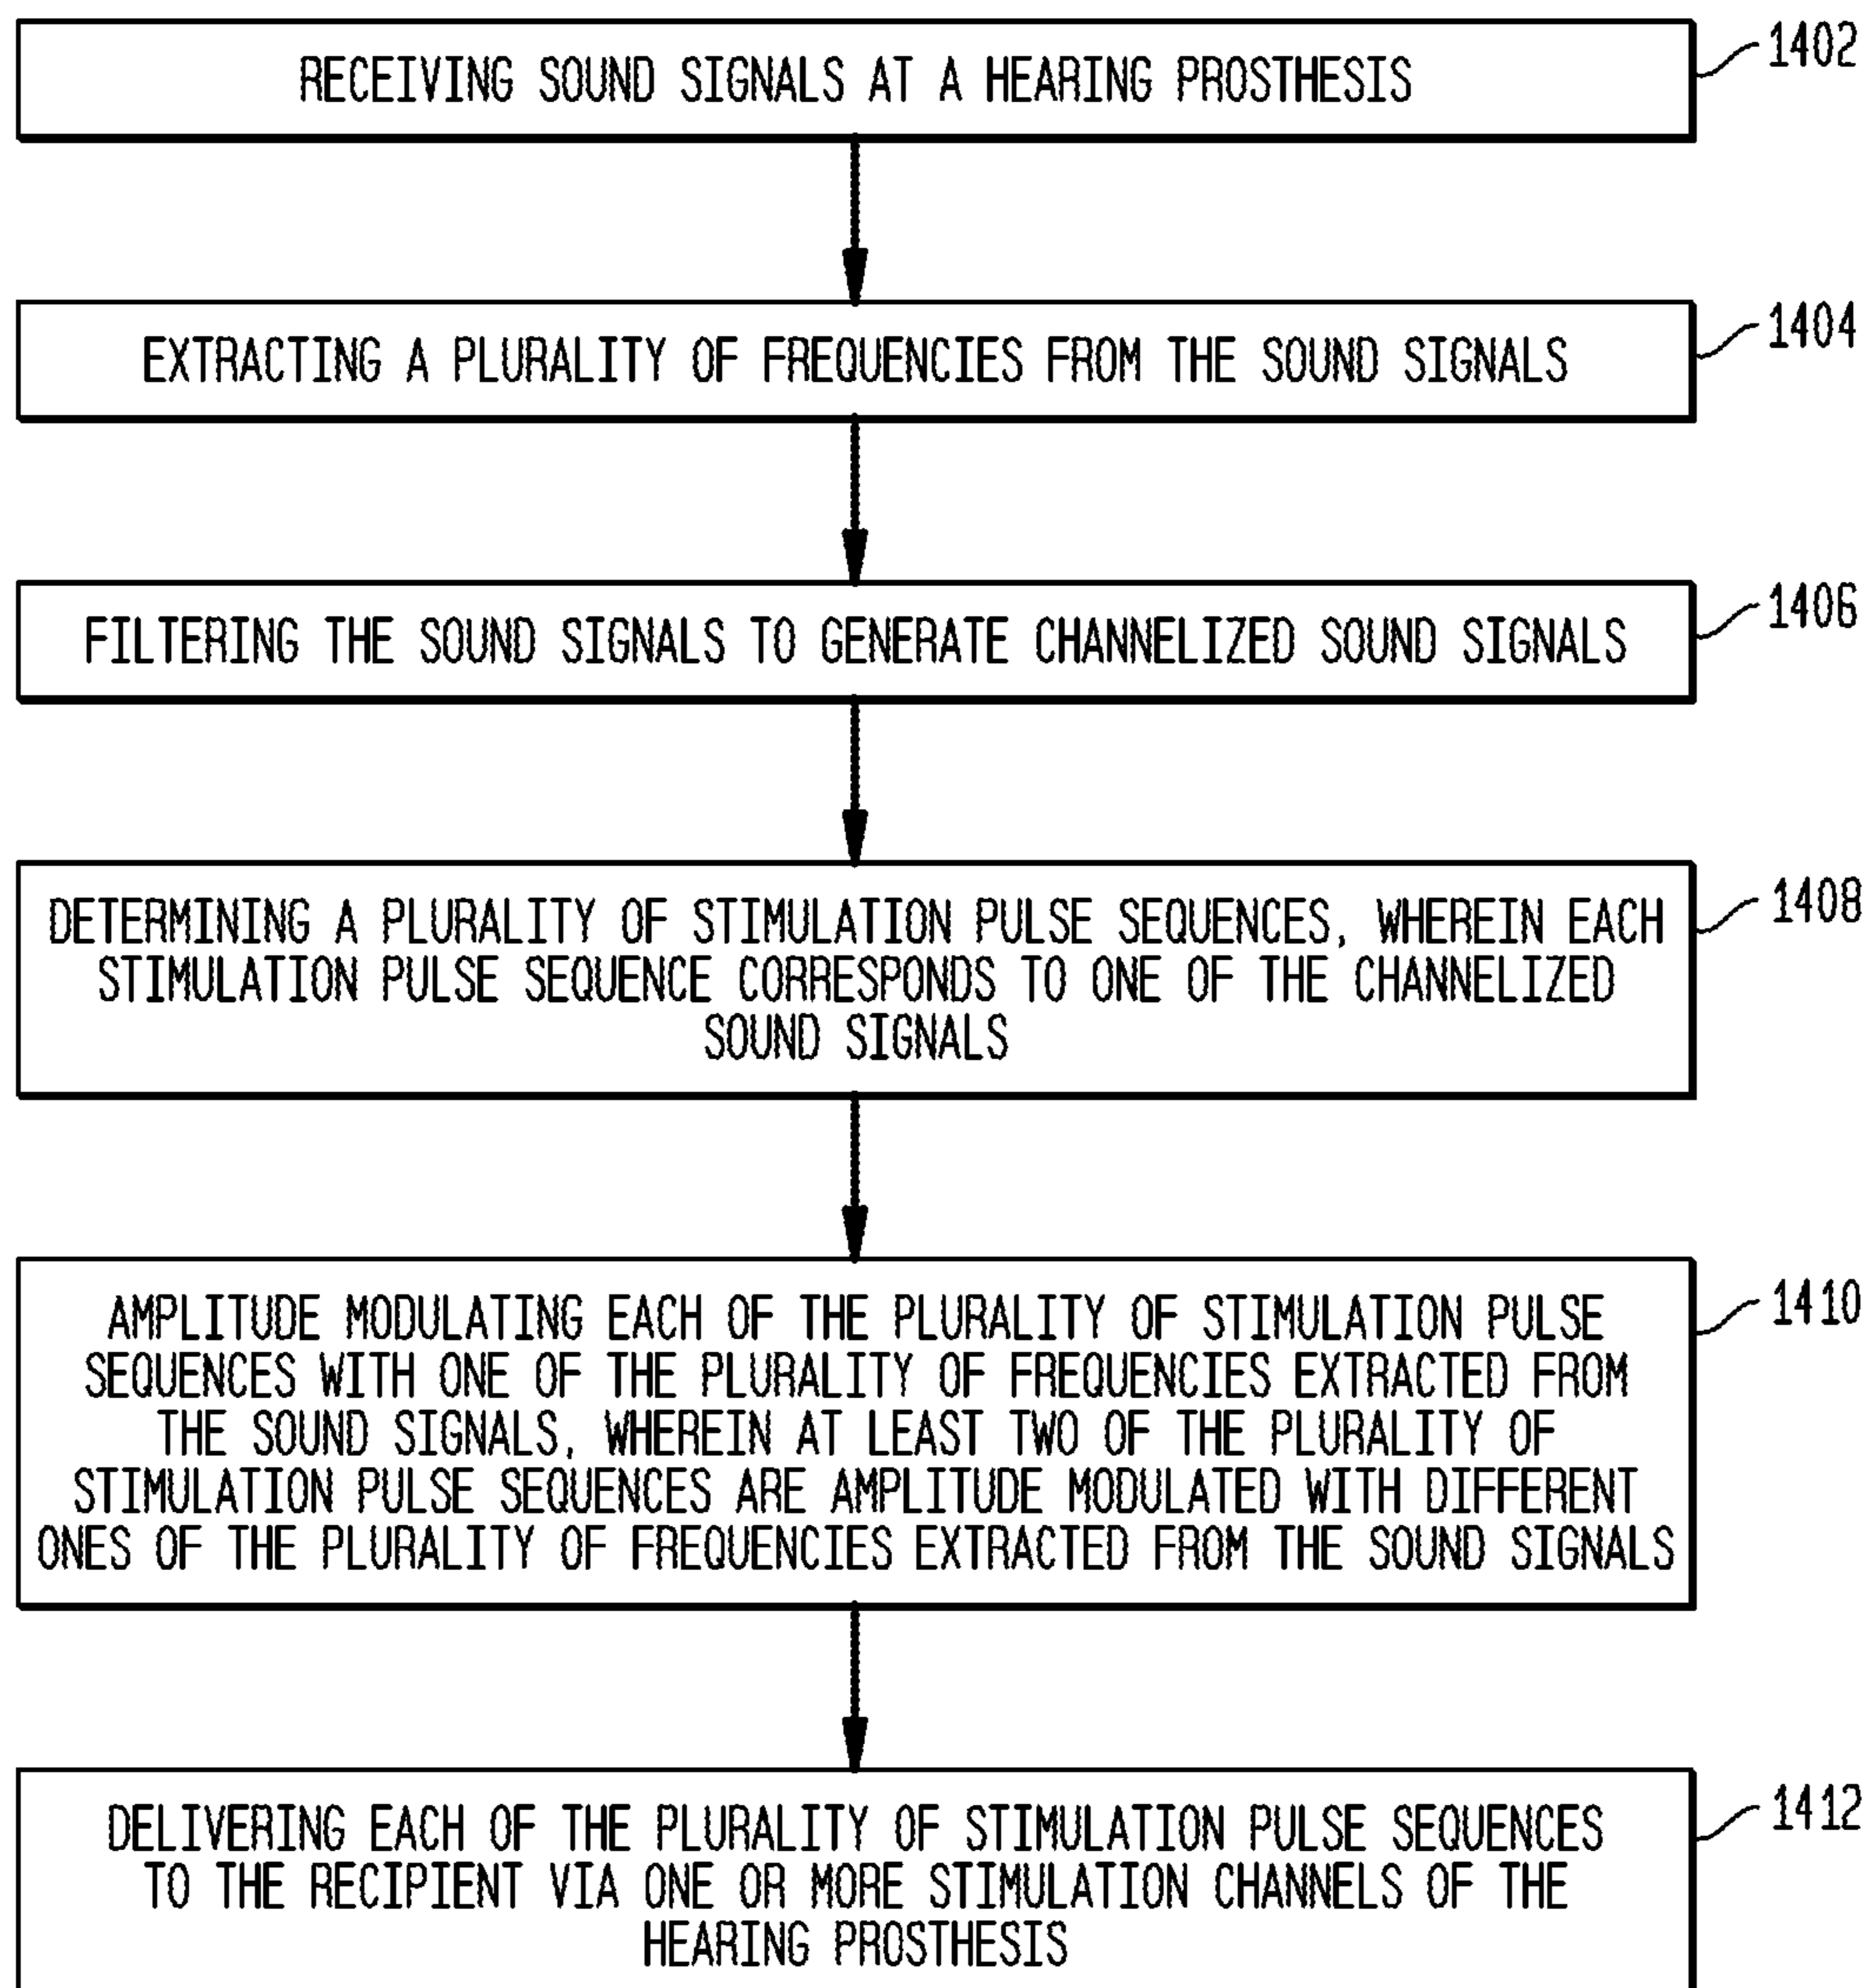 RECEIVING SOUND SIGNALS AT A HEARING PROSTHESIS
1402
EXTRACTING A PLURALITY OF FREQUENCIES FROM THE SOUND SIGNALS
1404
FILTERING THE SOUND SIGNALS TO GENERATE CHANNELIZED SOUND SIGNALS
1406
DETERMINING A PLURALITY OF STIMULATION PULSE SEQUENCES, WHEREIN EACH
STIMULATION PULSE SEQUENCE CORRESPONDS TO ONE OF THE CHANNELIZED
SOUND SIGNALS
1408
AMPLITUDE MODULATING EACH OF THE PLURALITY OF STIMULATION PULSE
SEQUENCES WITH ONE OF THE PLURALITY OF FREQUENCIES EXTRACTED FROM
THE SOUND SIGNALS, WHEREIN AT LEAST TWO OF THE PLURALITY OF
STIMULATION PULSE SEQUENCES ARE AMPLITUDE MODULATED WITH DIFFERENT
ONES OF THE PLURALITY OF FREQUENCIES EXTRACTED FROM THE SOUND SIGNALS
1410
DELIVERING EACH OF THE PLURALITY OF STIMULATION PULSE SEQUENCES
TO THE RECIPIENT VIA ONE OR MORE STIMULATION CHANNELS OF THE
HEARING PROSTHESIS
1412